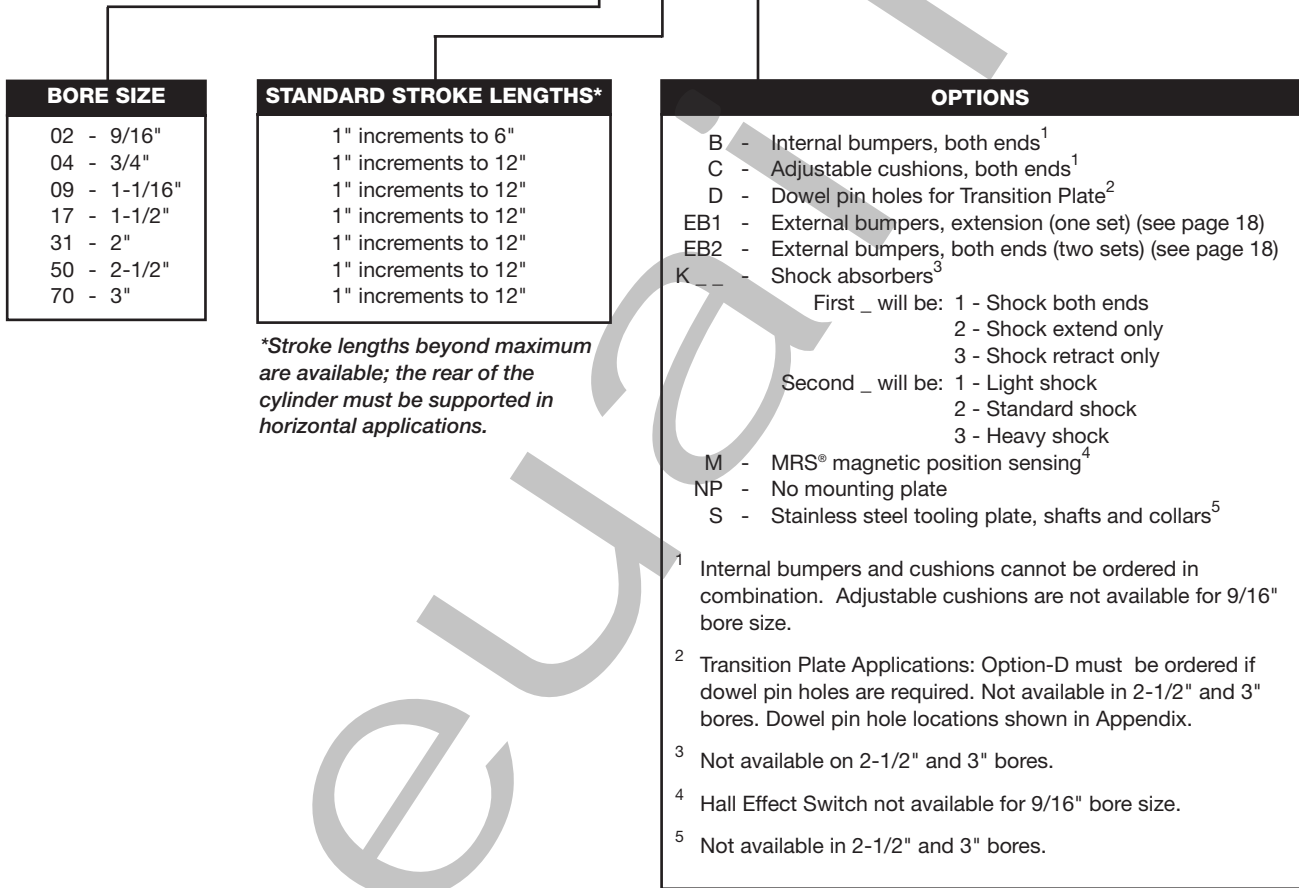 BORE SIZE
02 - 9/16"
04 - 3/4"
09 - 1-1/16"
17 - 1-1/2"
31 - 2"
50 - 2-1/2"
70 - 3"
STANDARD STROKE LENGTHS*
1" increments to 6"
1" increments to 12"
1" increments to 12"
1" increments to 12"
1" increments to 12"
1" increments to 12"
1" increments to 12"
*Stroke lengths beyond maximum
are available; the rear of the
cylinder must be supported in
horizontal applications.
OPTIONS
B - Internal bumpers, both ends1
C - Adjustable cushions, both ends1
D - Dowel pin holes for Transition Plate2
EB1 - External bumpers, extension (one set) (see page 18)
EB2 - External bumpers, both ends (two sets) (see page 18)
K _ _ - Shock absorbers3
First _ will be: 1 - Shock both ends
2 - Shock extend only
3 - Shock retract only
Second _ will be: 1 - Light shock
2 - Standard shock
3 - Heavy shock
M - MRS® magnetic position sensing4
NP - No mounting plate
S - Stainless steel tooling plate, shafts and collars5
1 Internal bumpers and cushions cannot be ordered in
combination. Adjustable cushions are not available for 9/16"
bore size.
2 Transition Plate Applications: Option-D must be ordered if
dowel pin holes are required. Not available in 2-1/2" and 3"
bores. Dowel pin hole locations shown in Appendix.
3 Not available on 2-1/2" and 3" bores.
4 Hall Effect Switch not available for 9/16" bore size.
5 Not available in 2-1/2" and 3" bores.